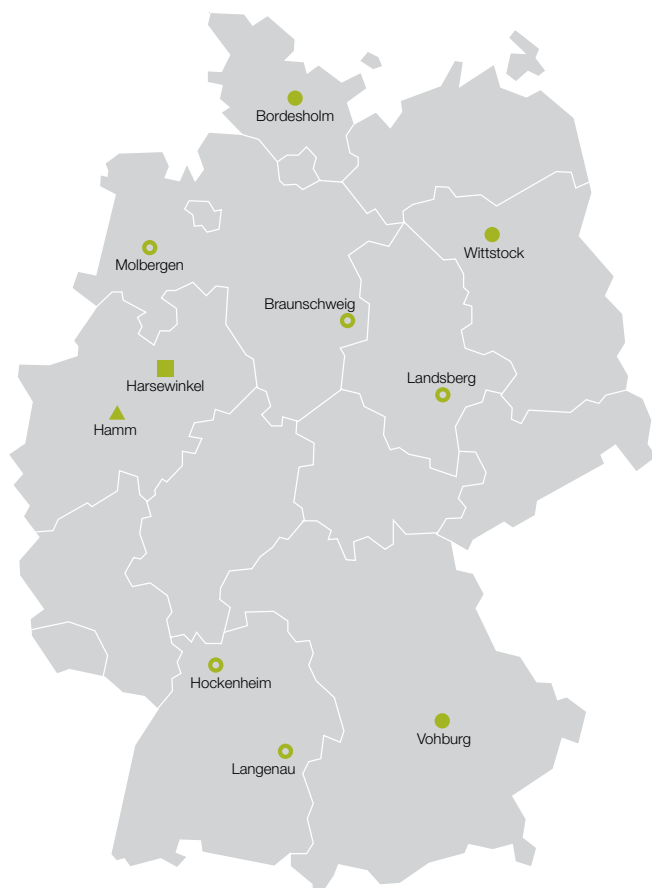 Bordesholm
Wittstock
Molbergen
Braunschweig
Harsewinkel
Landsberg
Hamm
Hockenheim
Vohburg
Langenau